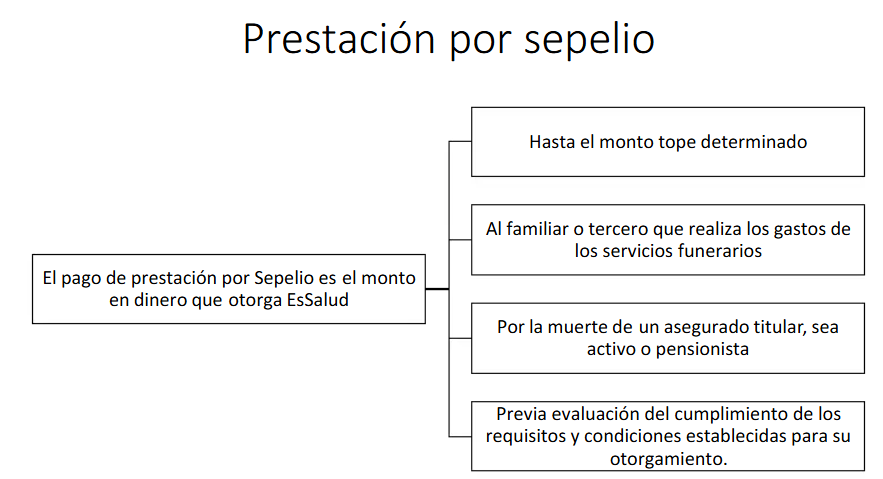 Prestación por sepelio
El pago de prestación por Sepelio es el monto
en dinero que otorga EsSalud
Hasta el monto tope determinado
Al familiar o tercero que realiza los gastos de
los servicios funerarios
Por la muerte de un asegurado titular, sea
activo o pensionista
Previa evaluación del cumplimiento de los
requisitos y condiciones establecidas para su
otorgamiento.